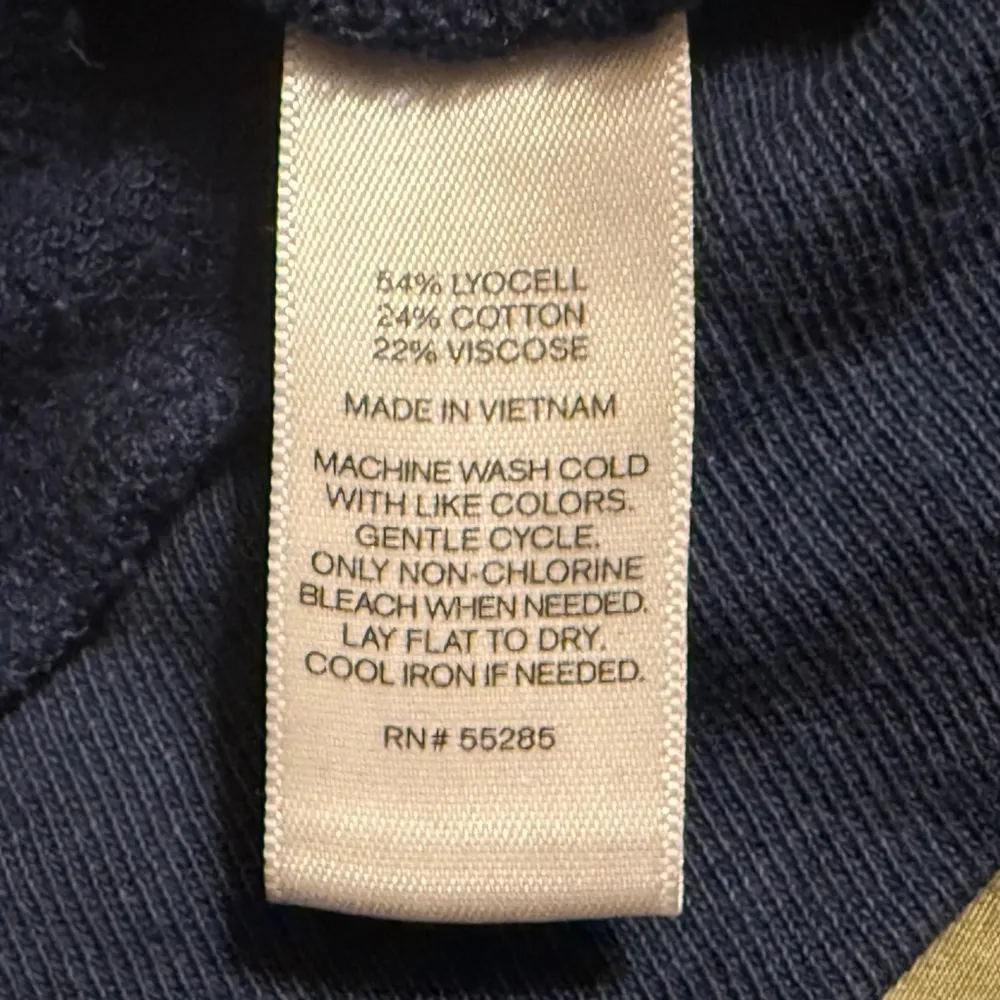 54% LYOCELL
24% COTTON
22% VISCOSE
MADE IN VIETNAM
MACHINE WASH COLD
WITH LIKE COLORS.
GENTLE CYCLE.
ONLY NON-CHLORINE
BLEACH WHEN NEEDED.
LAY FLAT TO DRY.
COOL IRON IF NEEDED.
RN# 55285